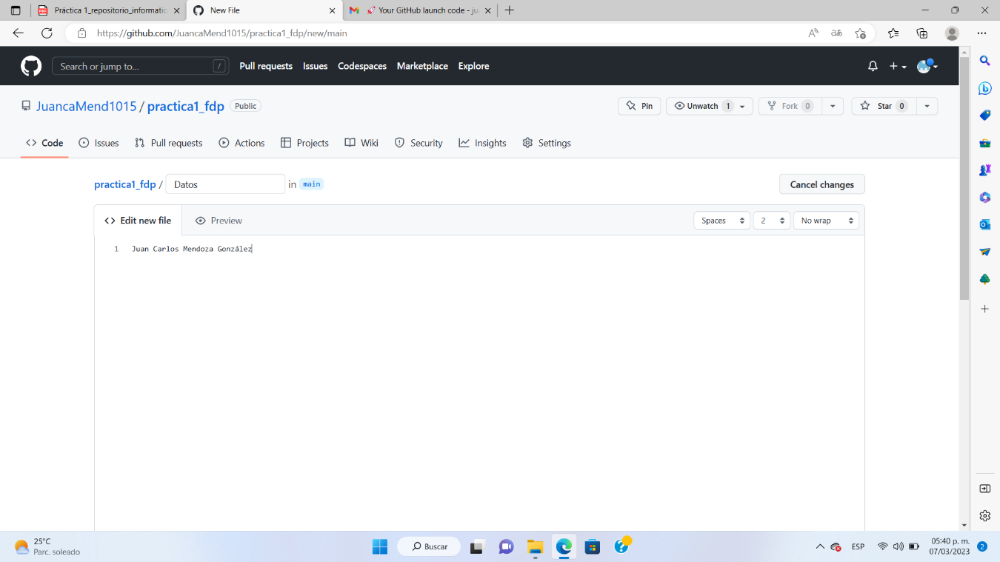 Práctica 1_repositorio_informatic
New File
🚀 Your GitHub launch code - ju
https://github.com/JuancaMend1015/practica1_fdp/new/main
Search or jump to...
/
Pull requests
Issues
Codespaces
Marketplace
Explore
JuancaMend1015 / practica1_fdp
Public
Pin
Unwatch 1
Fork 0
Star 0
Code
Issues
Pull requests
Actions
Projects
Wiki
Security
Insights
Settings
practica1_fdp / Datos in main
Cancel changes
Edit new file
Preview
Spaces
2
No wrap
1 Juan Carlos Mendoza González
25°C
Parc. soleado
Buscar
ESP
05:40 p. m.
07/03/2023
2